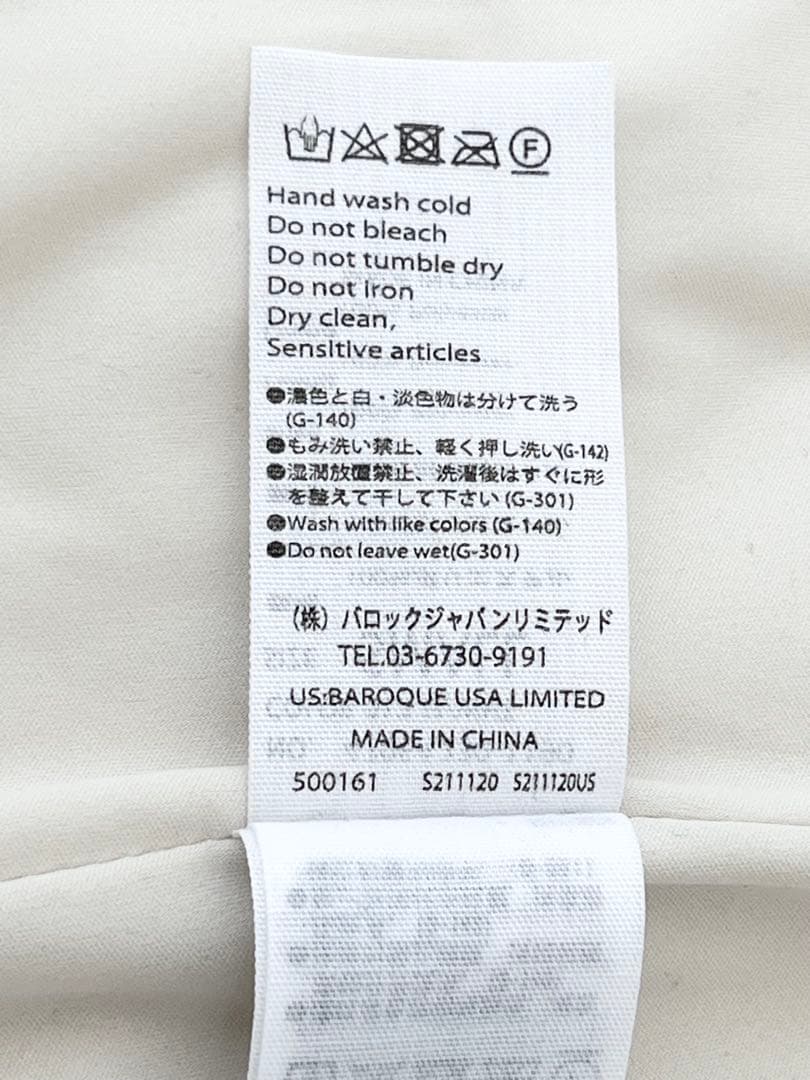 F
Hand wash cold
Do not bleach
Do not tumble dry
Do not iron
Dry clean,
Sensitive articles
●濃色と白・淡色物は分けて洗う
(G-140)
●もみ洗い禁止、軽く押し洗い(G-142)
●湿潤放置禁止、洗濯後はすぐに形
を整えて干して下さい (G-301)
●Wash with like colors (G-140)
●Do not leave wet(G-301)
（株）バロックジャパンリミテッド
TEL.03-6730-9191
US:BAROQUE USA LIMITED
MADE IN CHINA
500161 S211120 S211120US